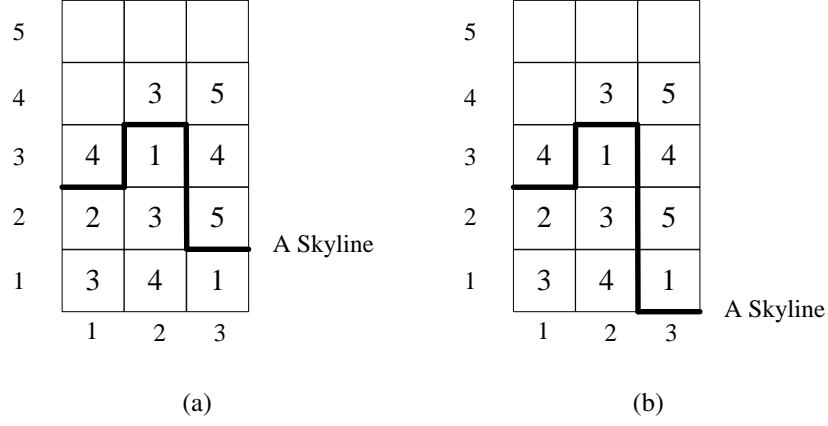 5 5
4 3 5 4 3 5
3 4 1 4 3 4 1 4
2 2 3 5 2 2 3 5
A Skyline
1 3 4 1 1 3 4 1
A Skyline
1 2 3 1 2 3
(a) (b)